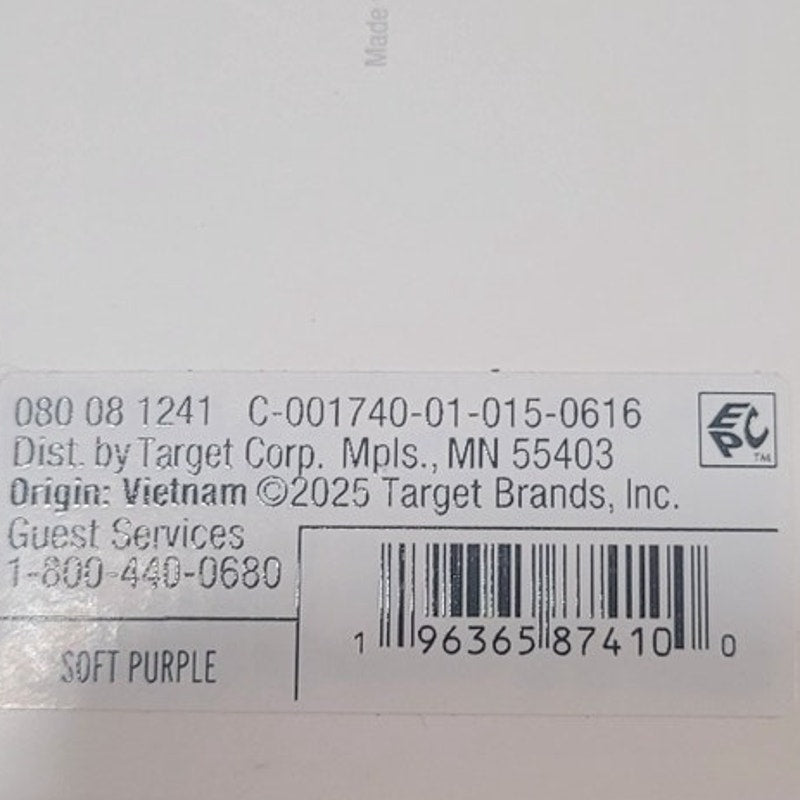 Made
080 08 1241 C-001740-01-015-0616
EPC TM
Dist. by Target Corp. Mpls., MN 55403
Origin: Vietnam ©2025 Target Brands, Inc.
Guest Services
1-800-440-0680
SOFT PURPLE
1 96365 87410 0